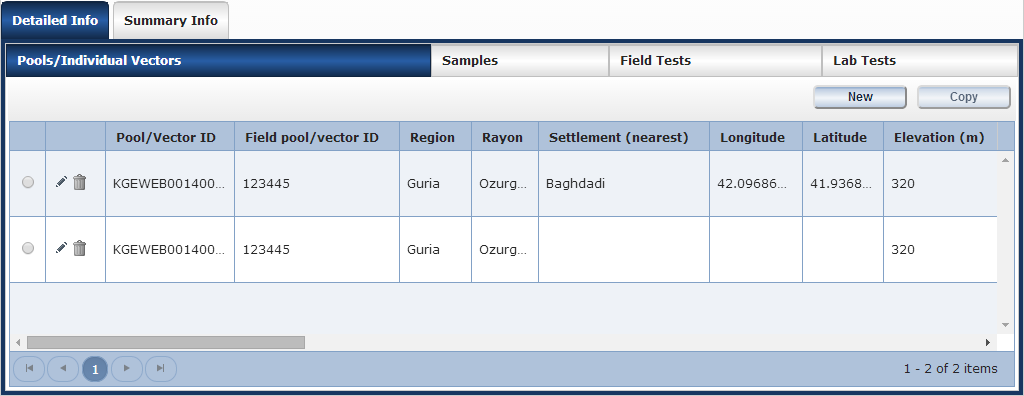 Detailed Info Summary Info
Pools/Individual Vectors Samples Field Tests Lab Tests
New Copy
Pool/Vector ID Field pool/vector ID Region Rayon Settlement (nearest) Longitude Latitude Elevation (m)
KGEWEB001400... 123445 Guria Ozurg... Baghdadi 42.09686... 41.9368... 320
KGEWEB001400... 123445 Guria Ozurg... 320
1 1 - 2 of 2 items